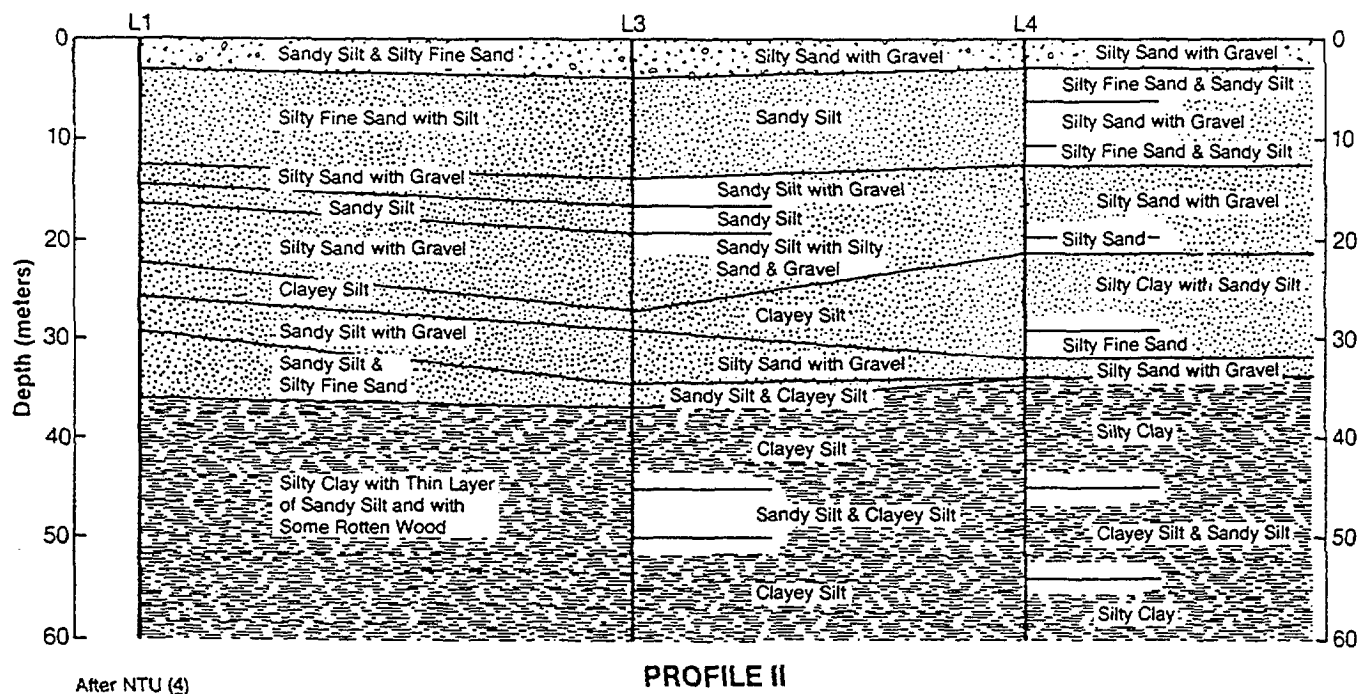 L1
L3
L4
0
10
20
30
40
50
60
Depth (meters)
Sandy Silt & Silty Fine Sand
Silty Fine Sand with Silt
Silty Sand with Gravel
Sandy Silt
Silty Sand with Gravel
Clayey Silt
Sandy Silt with Gravel
Sandy Silt &
Silty Fine Sand
Silty Clay with Thin Layer
of Sandy Silt and with
Some Rotten Wood
Silty Sand with Gravel
Sandy Silt
Sandy Silt with Gravel
Sandy Silt
Sandy Silt with Silty
Sand & Gravel
Clayey Silt
Silty Sand with Gravel
Sandy Silt & Clayey Silt
Clayey Silt
Sandy Silt & Clayey Silt
Clayey Silt
Silty Sand with Gravel
Silty Fine Sand & Sandy Silt
Silty Sand with Gravel
Silty Fine Sand & Sandy Silt
Silty Sand with Gravel
Silty Sand
Silty Clay with Sandy Silt
Silty Fine Sand
Silty Sand with Gravel
Silty Clay
Clayey Silt & Sandy Silt
Silty Clay
0
10
20
30
40
50
60
After NTU (4)
PROFILE II